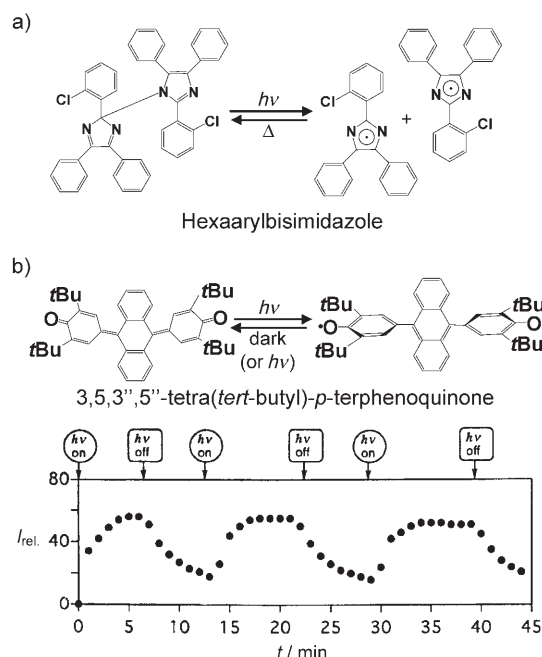 a)
Cl
N
N
N
N
Cl
hν
Δ
Cl
N
N
+
N
N
Cl
Hexaarylbisimidazole
b)
tBu
tBu
O
O
tBu
tBu
hν
dark
(or hν)
tBu
tBu
•O
O
tBu
tBu
3,5,3'',5''-tetra(tert-butyl)-p-terphenoquinone
hν on
hν off
hν on
hν off
hν on
hν off
80
40
0
Irel.
0 5 10 15 20 25 30 35 40 45
t / min